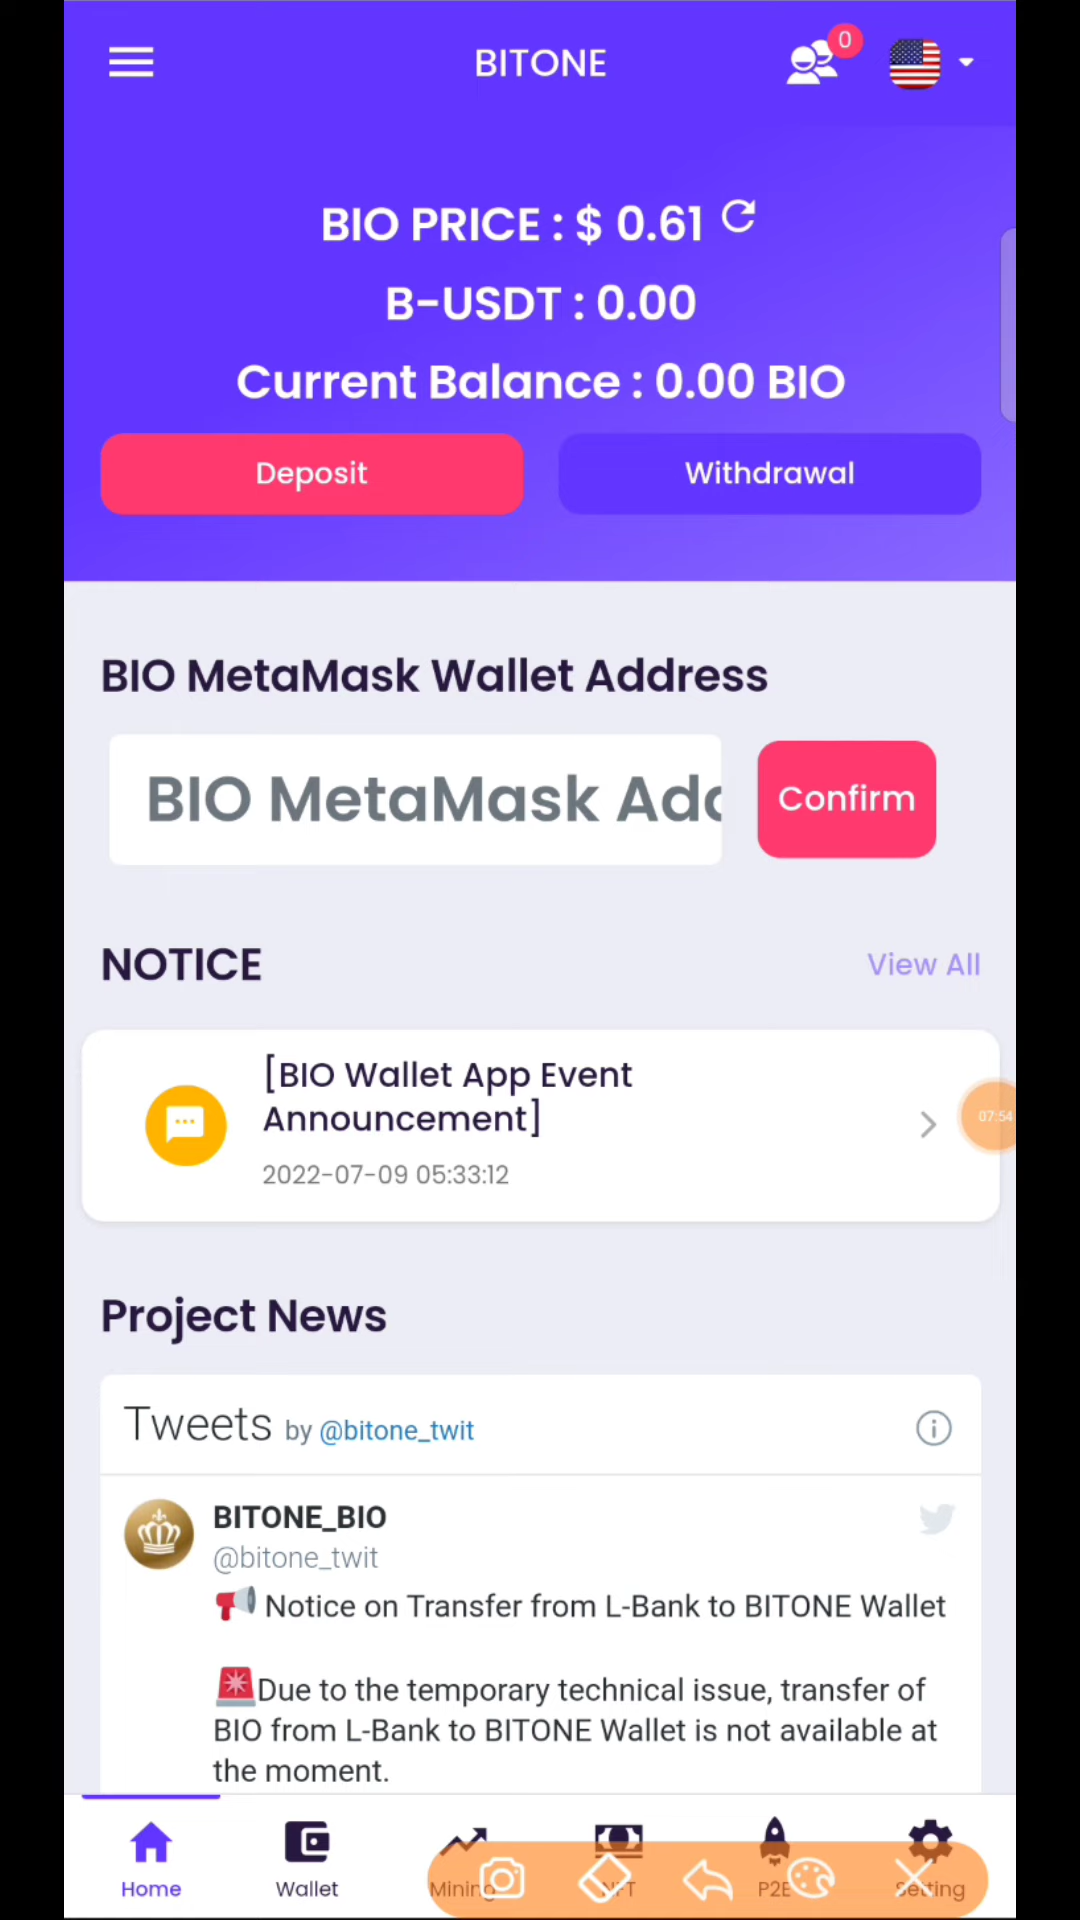 BITONE
0
BIO PRICE : $ 0.61
B-USDT : 0.00
Current Balance : 0.00 BIO
Deposit
Withdrawal
BIO MetaMask Wallet Address
BIO MetaMask Add
Confirm
NOTICE
View All
[BIO Wallet App Event
Announcement]
2022-07-09 05:33:12
07:54
Project News
Tweets by @bitone_twit
BITONE_BIO
@bitone_twit
Notice on Transfer from L-Bank to BITONE Wallet
Due to the temporary technical issue, transfer of
BIO from L-Bank to BITONE Wallet is not available at
the moment.
Home
Wallet
Mining
NFT
P2E
Setting